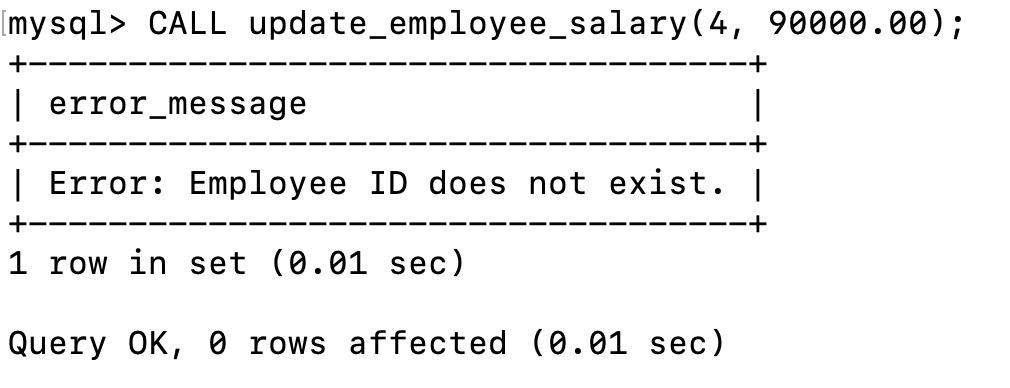 mysql> CALL update_employee_salary(4, 90000.00);
+------------------------------------+
| error_message                      |
+------------------------------------+
| Error: Employee ID does not exist. |
+------------------------------------+
1 row in set (0.01 sec)
Query OK, 0 rows affected (0.01 sec)